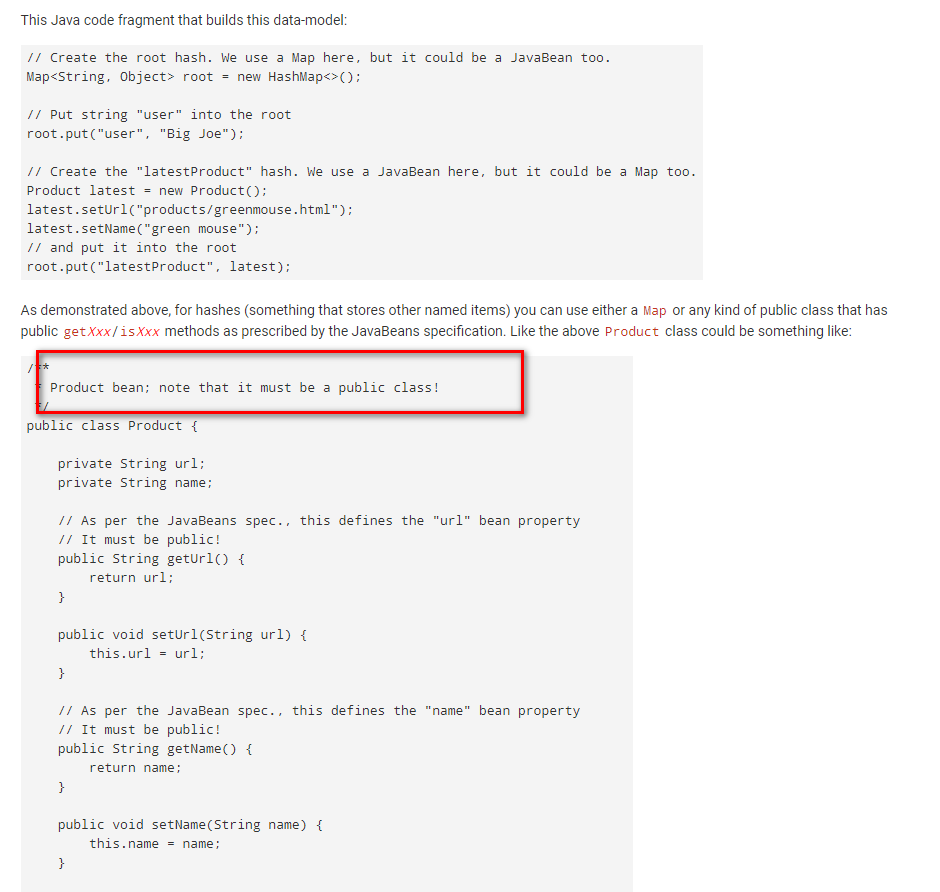 This Java code fragment that builds this data-model:
// Create the root hash. We use a Map here, but it could be a JavaBean too.
Map<String, Object> root = new HashMap<>();
// Put string "user" into the root
root.put("user", "Big Joe");
// Create the "latestProduct" hash. We use a JavaBean here, but it could be a Map too.
Product latest = new Product();
latest.setUrl("products/greenmouse.html");
latest.setName("green mouse");
// and put it into the root
root.put("latestProduct", latest);
As demonstrated above, for hashes (something that stores other named items) you can use either a Map or any kind of public class that has
public getXxx/isXxx methods as prescribed by the JavaBeans specification. Like the above Product class could be something like:
/**
* Product bean; note that it must be a public class!
*/
public class Product {
private String url;
private String name;
// As per the JavaBeans spec., this defines the "url" bean property
// It must be public!
public String getUrl() {
return url;
}
public void setUrl(String url) {
this.url = url;
}
// As per the JavaBean spec., this defines the "name" bean property
// It must be public!
public String getName() {
return name;
}
public void setName(String name) {
this.name = name;
}